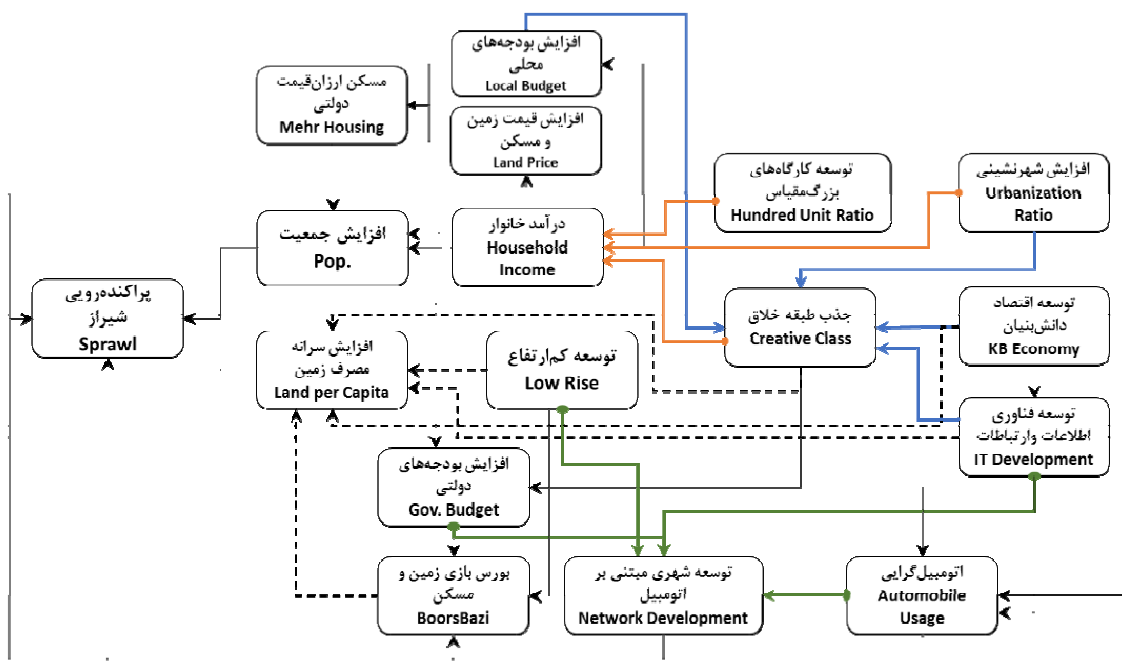 افزایش بودجه‌های
محلی
Local Budget
مسکن ارزان‌قیمت
دولتی
Mehr Housing
افزایش قیمت زمین
و مسکن
Land Price
توسعه کارگاه‌های
بزرگ‌مقیاس
Hundred Unit Ratio
افزایش شهرنشینی
Urbanization
Ratio
افزایش جمعیت
Pop.
درآمد خانوار
Household
Income
پراکنده‌رویی
شیراز
Sprawl
جذب طبقه خلاق
Creative Class
توسعه اقتصاد
دانش‌بنیان
KB Economy
افزایش سرانه
مصرف زمین
Land per Capita
توسعه کم‌ارتفاع
Low Rise
توسعه فناوری
اطلاعات وارتباطات
IT Development
افزایش بودجه‌های
دولتی
Gov. Budget
بورس بازی زمین و
مسکن
BoorsBazi
توسعه شهری مبتنی بر
اتومبیل
Network Development
اتومبیل‌گرایی
Automobile
Usage